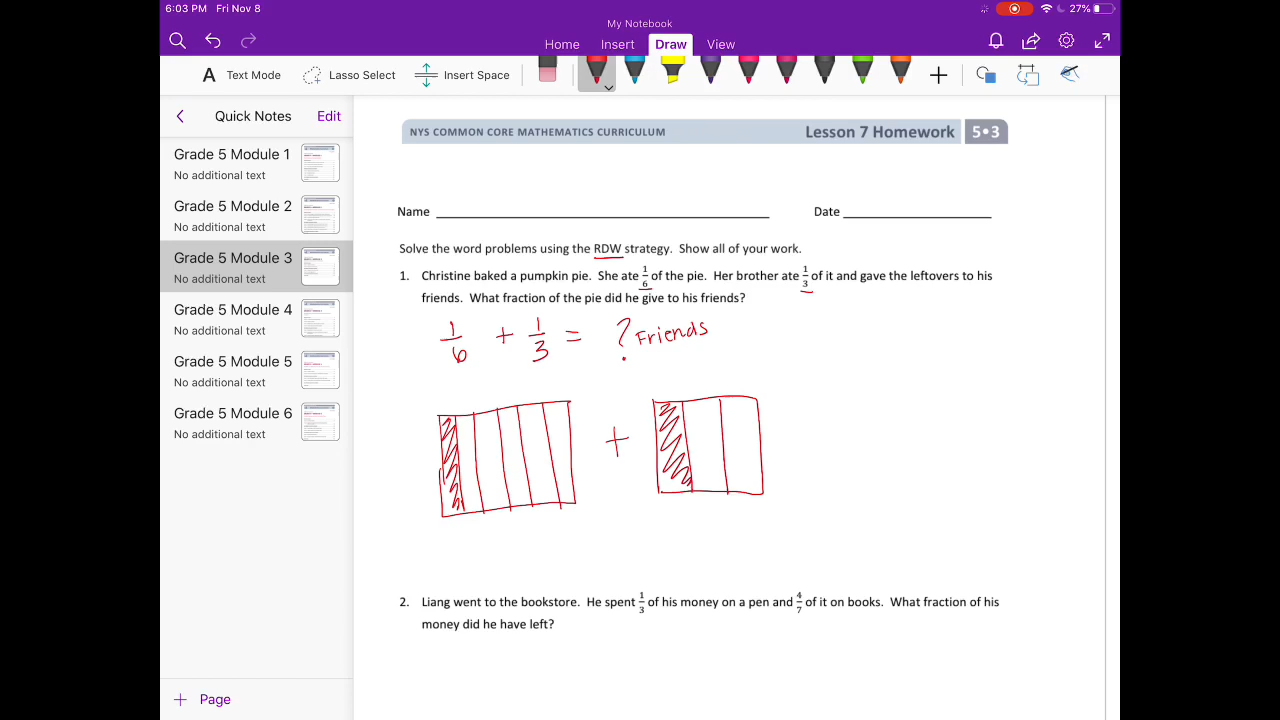 6:03 PM Fri Nov 8
27%
My Notebook
Home Insert Draw View
A Text Mode Lasso Select Insert Space
Quick Notes Edit
Grade 5 Module 1
No additional text
Grade 5 Module 2
No additional text
Grade 5 Module 3
No additional text
Grade 5 Module 4
No additional text
Grade 5 Module 5
No additional text
Grade 5 Module 6
No additional text
+ Page
NYS COMMON CORE MATHEMATICS CURRICULUM Lesson 7 Homework 5•3
Name Date
Solve the word problems using the RDW strategy. Show all of your work.
1. Christine baked a pumpkin pie. She ate 1/6 of the pie. Her brother ate 1/3 of it and gave the leftovers to his
friends. What fraction of the pie did he give to his friends?
1/6 + 1/3 = ? Friends
+
2. Liang went to the bookstore. He spent 1/3 of his money on a pen and 4/7 of it on books. What fraction of his
money did he have left?